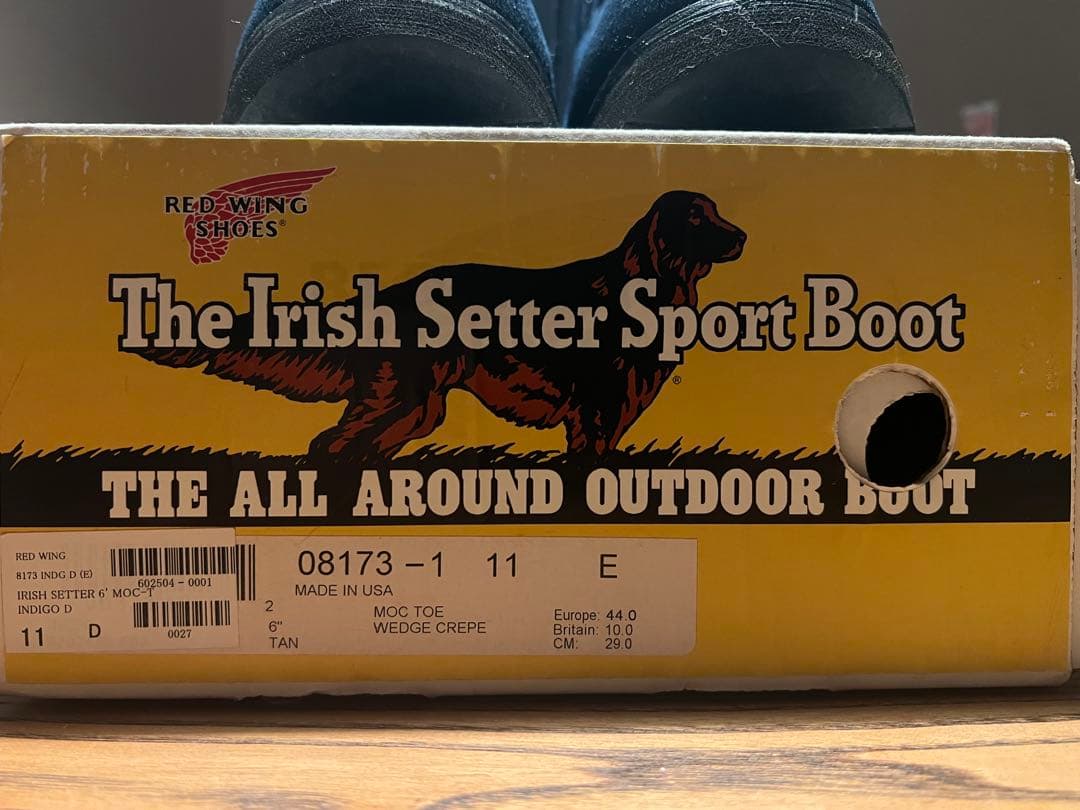 RED WING
SHOES®
The Irish Setter Sport Boot
®
THE ALL AROUND OUTDOOR BOOT
RED WING
8173 INDG D (E)
602504 - 0001
IRISH SETTER 6' MOC-T
INDIGO D
11 D
0027
08173 – 1 11 E
MADE IN USA
2
6"
TAN
MOC TOE
WEDGE CREPE
Europe: 44.0
Britain: 10.0
CM: 29.0